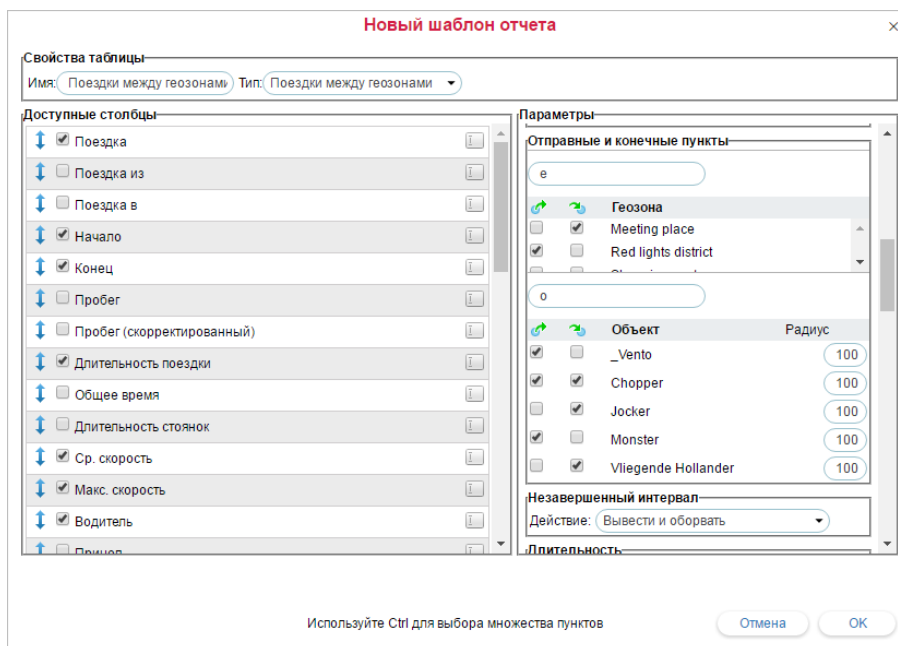 Новый шаблон отчета
Свойства таблицы
Имя: Поездки между геозонами Тип: Поездки между геозонами
Доступные столбцы
Поездка
Поездка из
Поездка в
Начало
Конец
Пробег
Пробег (скорректированный)
Длительность поездки
Общее время
Длительность стоянок
Ср. скорость
Макс. скорость
Водитель
Прицеп
Параметры
Отправные и конечные пункты
е
Геозона
Meeting place
Red lights district
о
Объект Радиус
_Vento 100
Chopper 100
Jocker 100
Monster 100
Vliegende Hollander 100
Незавершенный интервал
Действие: Вывести и оборвать
Длительность
Используйте Ctrl для выбора множества пунктов
Отмена OK